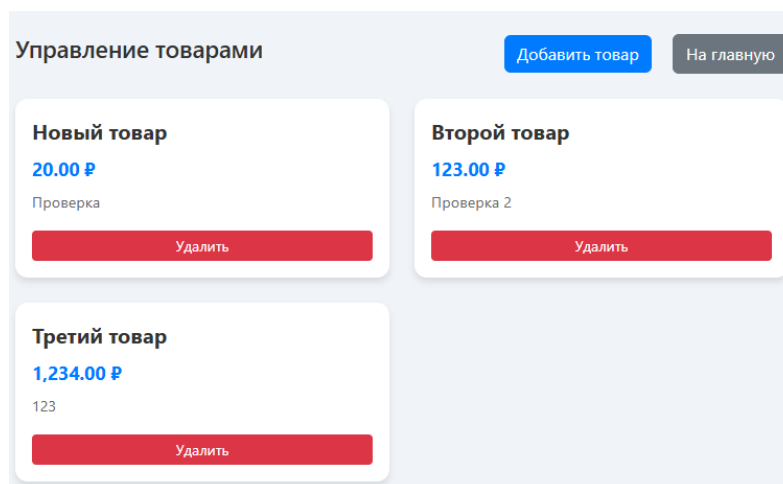 Управление товарами
Добавить товар
На главную
Новый товар
20.00 ₽
Проверка
Удалить
Второй товар
123.00 ₽
Проверка 2
Удалить
Третий товар
1,234.00 ₽
123
Удалить